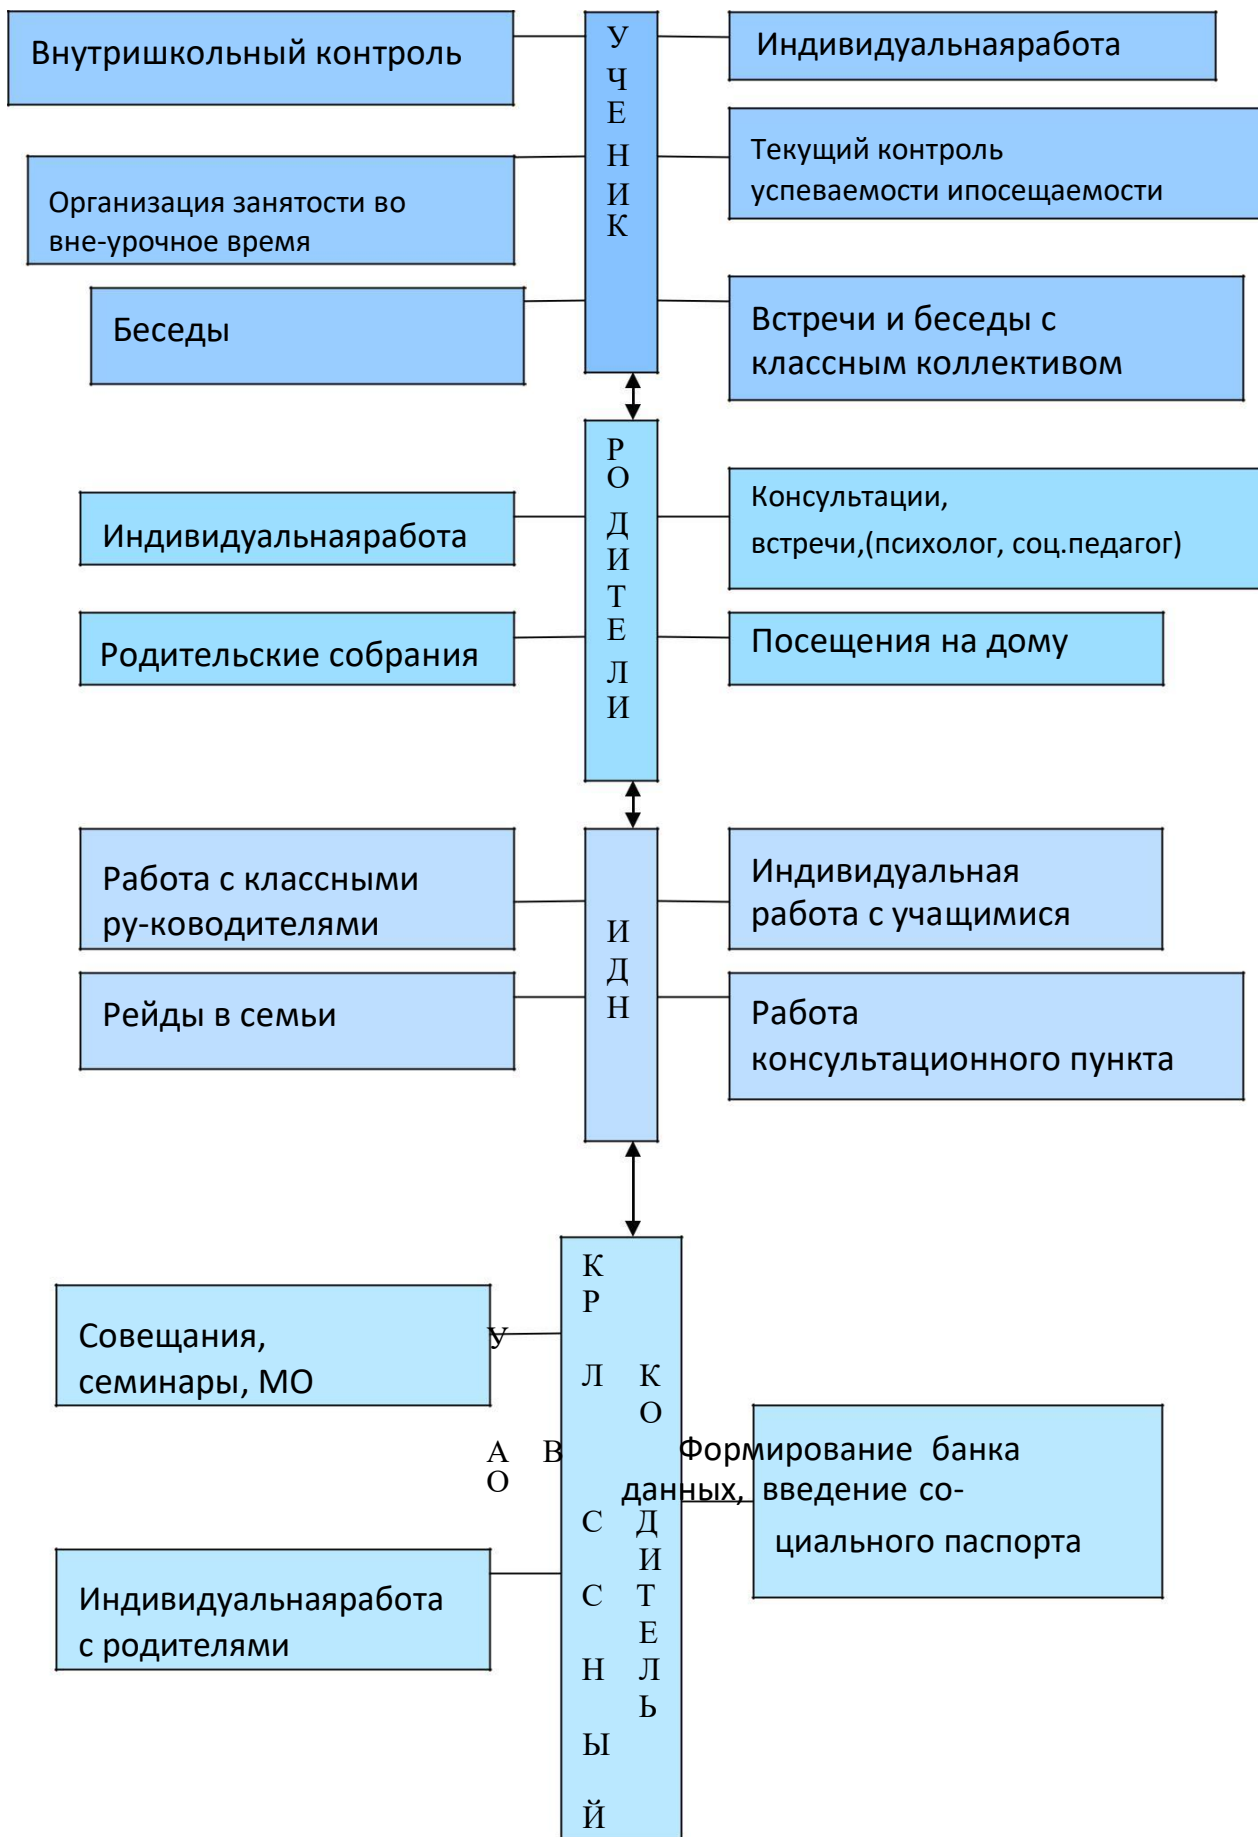 Внутришкольный контроль
Организация занятости во
вне-урочное время
Беседы
У
Ч
Е
Н
И
К
Индивидуальнаяработа
Текущий контроль
успеваемости ипосещаемости
Встречи и беседы с
классным коллективом
Индивидуальнаяработа
Родительские собрания
Р
О
Д
И
Т
Е
Л
И
Консультации,
встречи,(психолог, соц.педагог)
Посещения на дому
Работа с классными
ру-ководителями
Рейды в семьи
И
Д
Н
Индивидуальная
работа с учащимися
Работа
консультационного пункта
Совещания,
семинары, МО
Индивидуальнаяработа
с родителями
К
Р
У
Л К
О
А В
О
С Д
И
С Т
Е
Н Л
Ь
Ы
Й
Формирование банка
данных, введение со-
циального паспорта